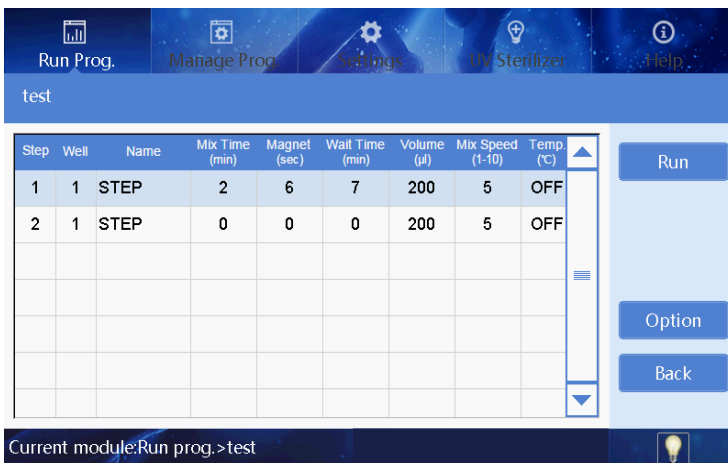 Run Prog. Manage Prog. Settings UV Sterilizer Help
test
Step Well Name Mix Time (min) Magnet (sec) Wait Time (min) Volume (µl) Mix Speed (1-10) Temp. (℃)
1 1 STEP 2 6 7 200 5 OFF
2 1 STEP 0 0 0 200 5 OFF
Run
Option
Back
Current module:Run prog.>test